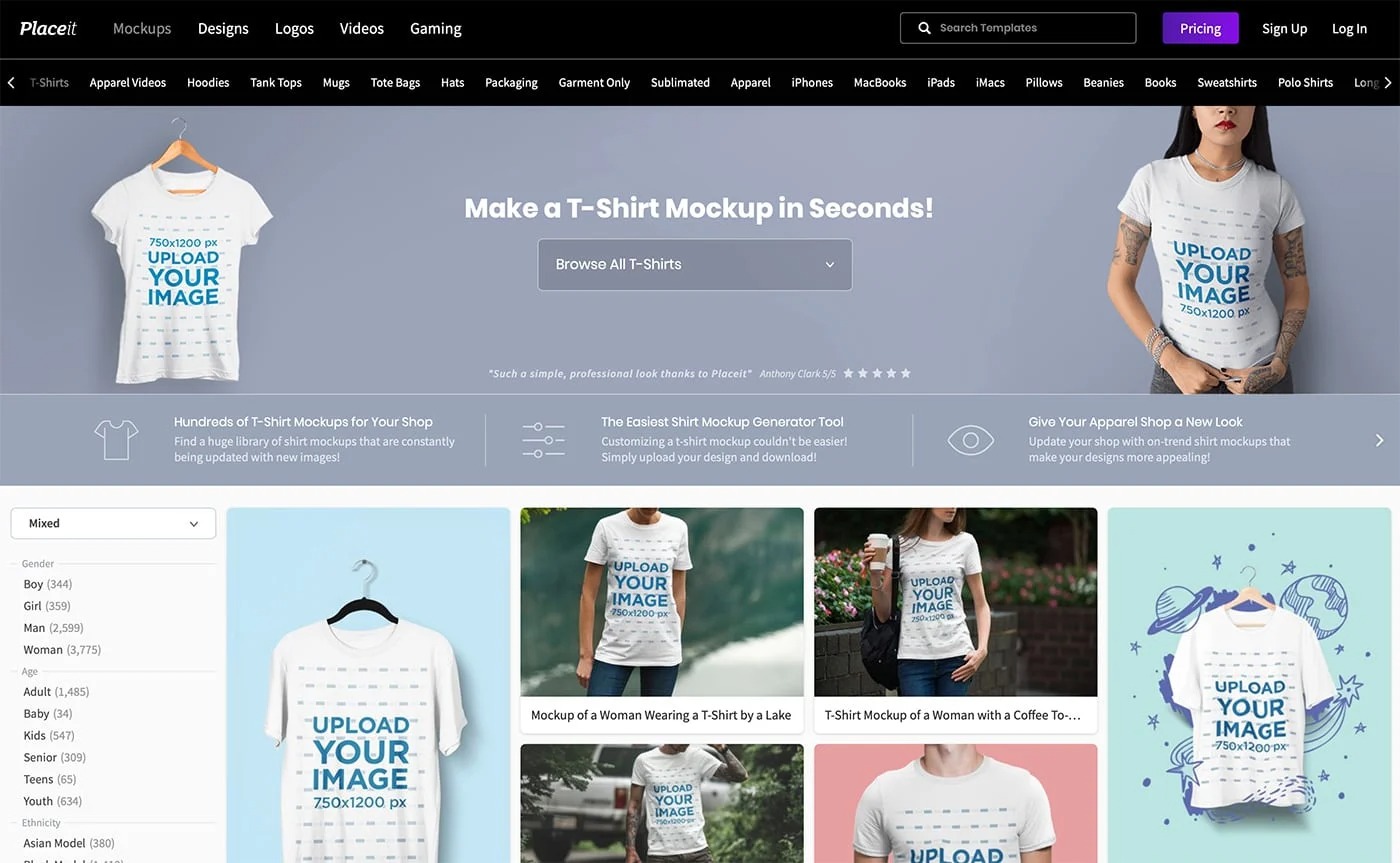 Placeit
Mockups Designs Logos Videos Gaming
Search Templates
Pricing
Sign Up
Log In
T-Shirts Apparel Videos Hoodies Tank Tops Mugs Tote Bags Hats Packaging Garment Only Sublimated Apparel iPhones MacBooks iPads iMacs Pillows Beanies Books Sweatshirts Polo Shirts Long
750x1200 px
UPLOAD
YOUR
IMAGE
Make a T-Shirt Mockup in Seconds!
Browse All T-Shirts
"Such a simple, professional look thanks to Placeit" Anthony Clark 5/5
UPLOAD
YOUR
IMAGE
750x1200 px
Hundreds of T-Shirt Mockups for Your Shop
Find a huge library of shirt mockups that are constantly
being updated with new images!
The Easiest Shirt Mockup Generator Tool
Customizing a t-shirt mockup couldn't be easier!
Simply upload your design and download!
Give Your Apparel Shop a New Look
Update your shop with on-trend shirt mockups that
make your designs more appealing!
Mixed
Gender
Boy (344)
Girl (359)
Man (2,599)
Woman (3,775)
Age
Adult (1,485)
Baby (34)
Kids (547)
Senior (309)
Teens (65)
Youth (634)
Ethnicity
Asian Model (380)
UPLOAD
YOUR
IMAGE
750x1200 px
UPLOAD
YOUR
IMAGE
750x1200 px
Mockup of a Woman Wearing a T-Shirt by a Lake
UPLOAD
YOUR
IMAGE
750x1200 px
T-Shirt Mockup of a Woman with a Coffee To-...
UPLOAD
YOUR
IMAGE
750x1200 px
UPLOAD
YOUR
IMAGE
750x1200 px
UPLOAD